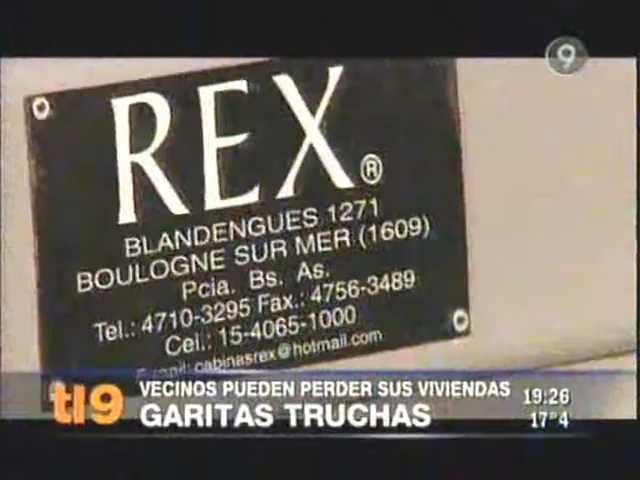 9
REX®
BLANDENGUES 1271
BOULOGNE SUR MER (1609)
Pcia. Bs. As.
Tel.: 4710-3295 Fax.: 4756-3489
Cel.: 15-4065-1000
cabinasrex@hotmail.com
tl9
VECINOS PUEDEN PERDER SUS VIVIENDAS
19:26
GARITAS TRUCHAS
17°4